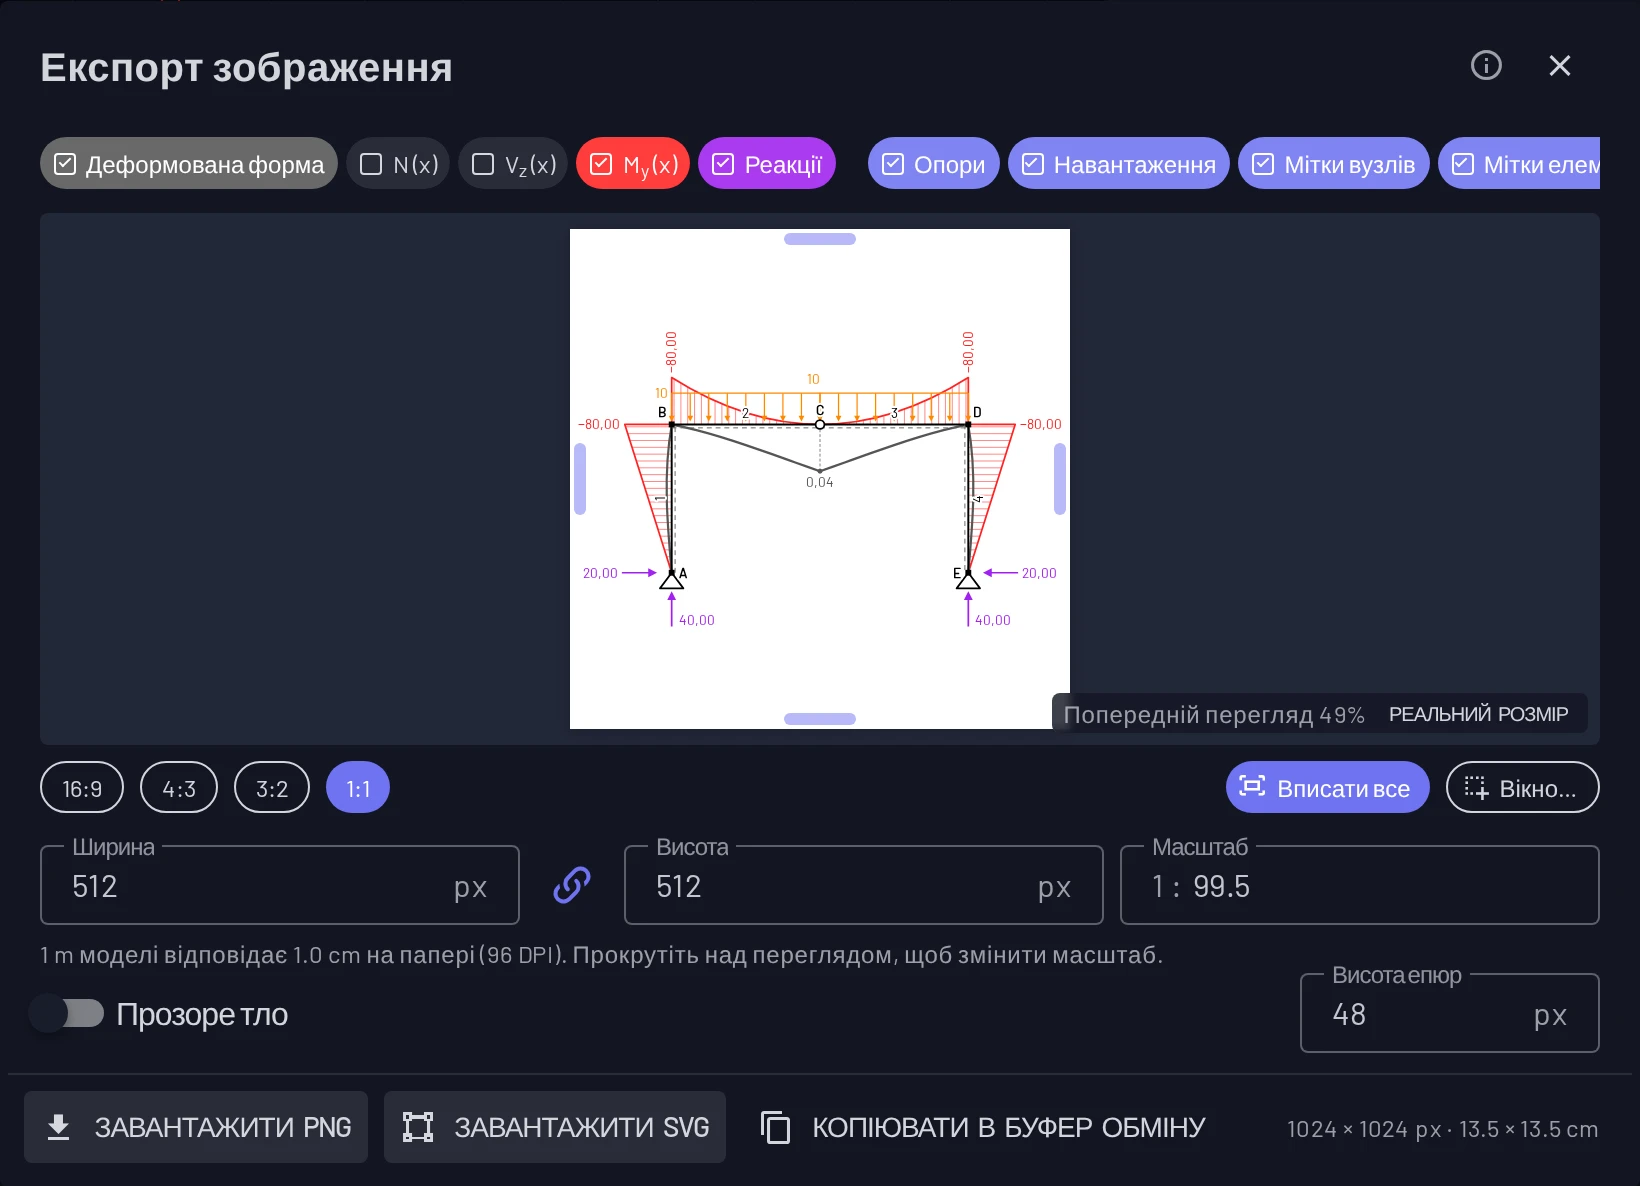 Експорт зображення
Деформована форма N(x) Vz(x) My(x) Реакції Опори Навантаження Мітки вузлів Мітки елем
−80,00 −80,00
10
10
B 2 C 3 D
−80,00 −80,00
0,04
1 4
20,00 A E 20,00
40,00 40,00
Попередній перегляд 49% РЕАЛЬНИЙ РОЗМІР
16:9 4:3 3:2 1:1 Вписати все Вікно...
Ширина Висота Масштаб
512 px 512 px 1 : 99.5
1 m моделі відповідає 1.0 cm на папері (96 DPI). Прокрутіть над переглядом, щоб змінити масштаб.
Висота епюр
Прозоре тло 48 px
ЗАВАНТАЖИТИ PNG ЗАВАНТАЖИТИ SVG КОПІЮВАТИ В БУФЕР ОБМІНУ 1024 × 1024 px · 13.5 × 13.5 cm